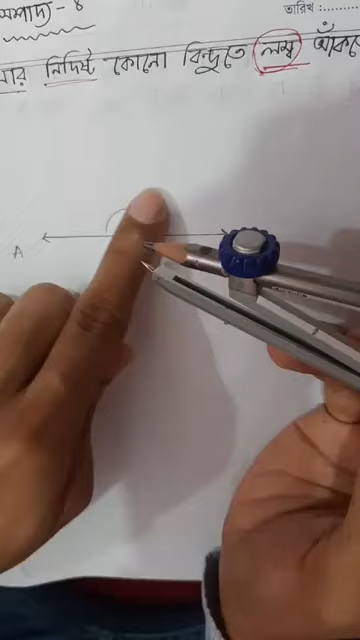 সম্পাদ্য - ৪
তারিখ :.........
নির্দিষ্ট কোনো বিন্দুতে লম্ব
A